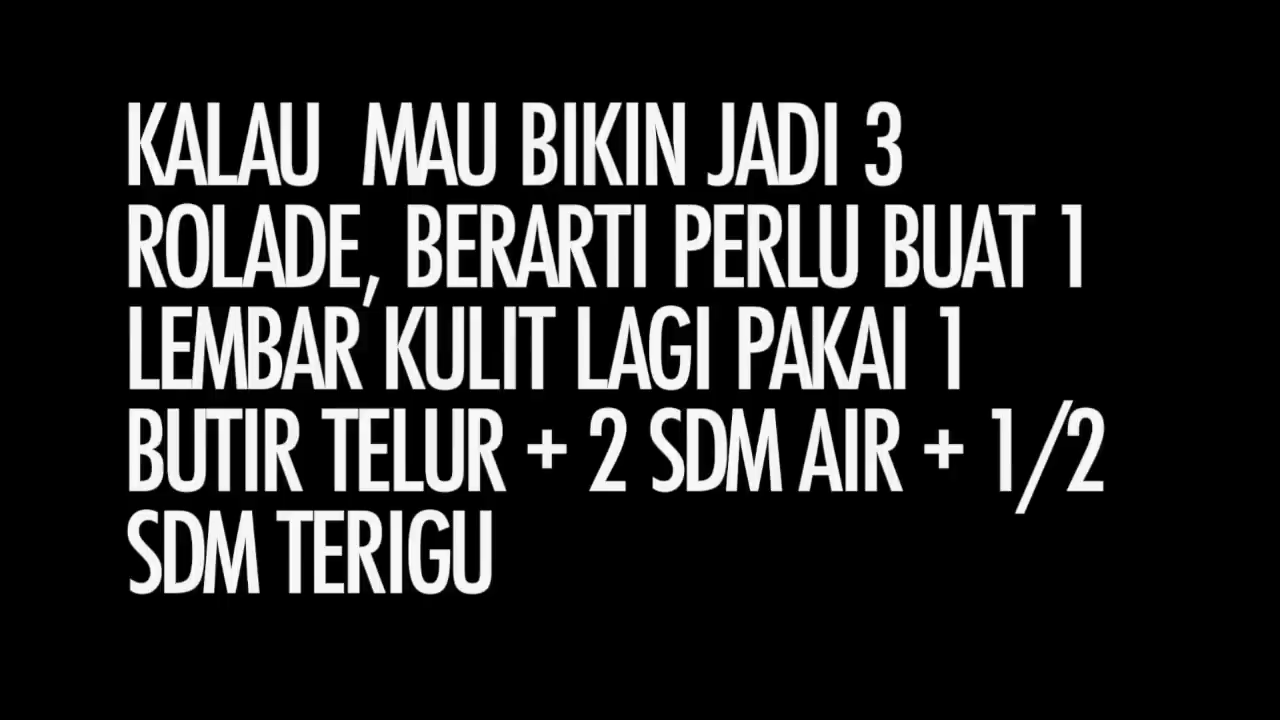 KALAU  MAU BIKIN JADI 3
ROLADE, BERARTI PERLU BUAT 1
LEMBAR KULIT LAGI PAKAI 1
BUTIR TELUR + 2 SDM AIR + 1/2
SDM TERIGU